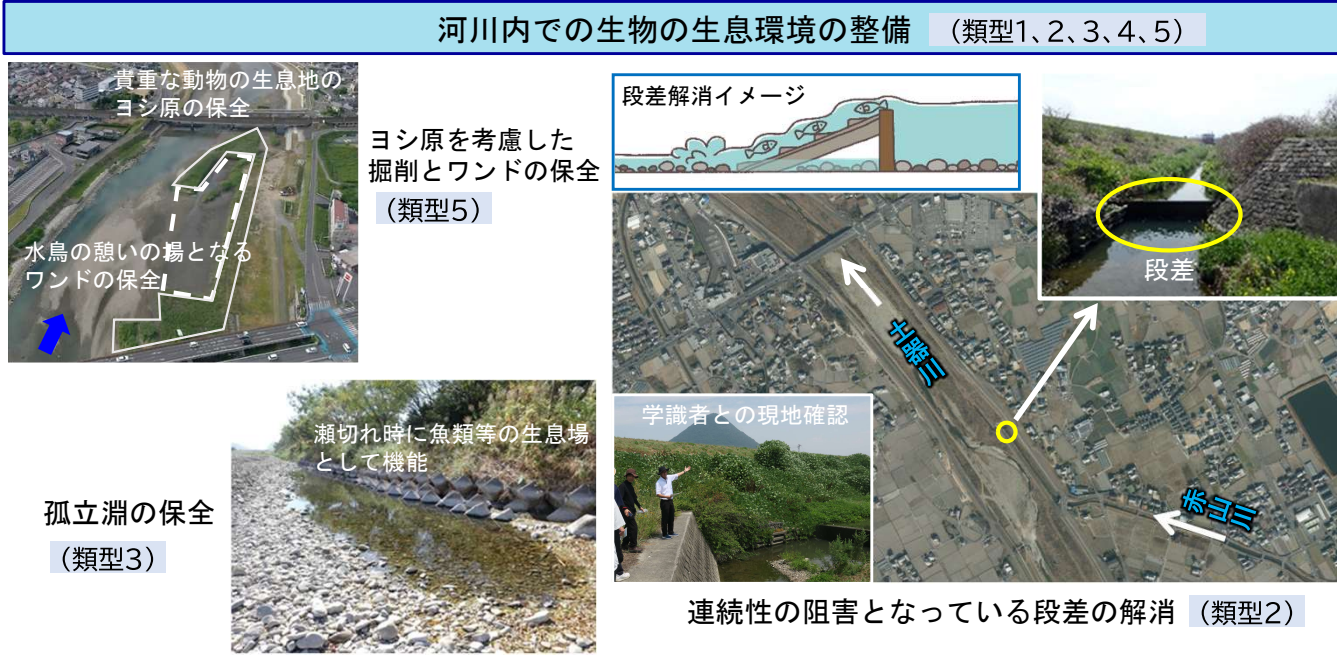 河川内での生物の生息環境の整備 (類型1、2、3、4、5)
貴重な動物の生息地の
ヨシ原の保全
水鳥の憩いの場となる
ワンドの保全
ヨシ原を考慮した
掘削とワンドの保全
(類型5)
段差解消イメージ
段差
土器川
学識者との現地確認
赤山川
瀬切れ時に魚類等の生息場
として機能
孤立淵の保全
(類型3)
連続性の阻害となっている段差の解消 (類型2)